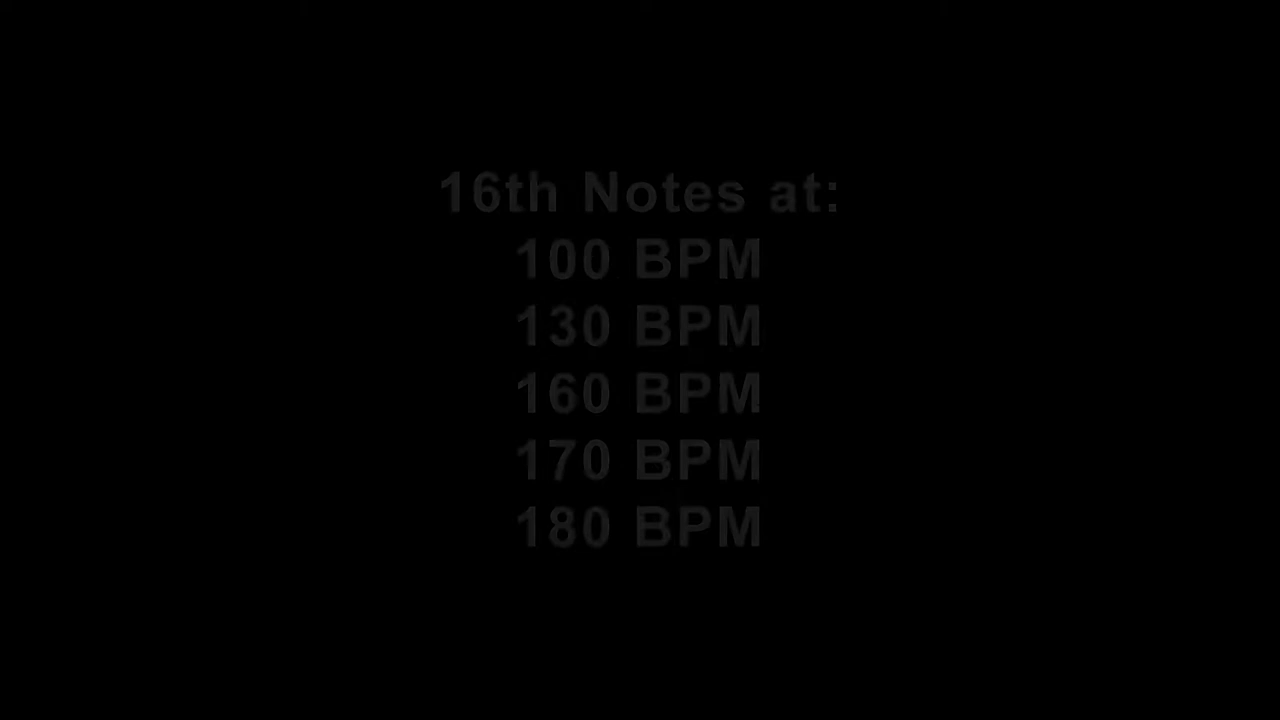 16th Notes at:
100 BPM
130 BPM
160 BPM
170 BPM
180 BPM